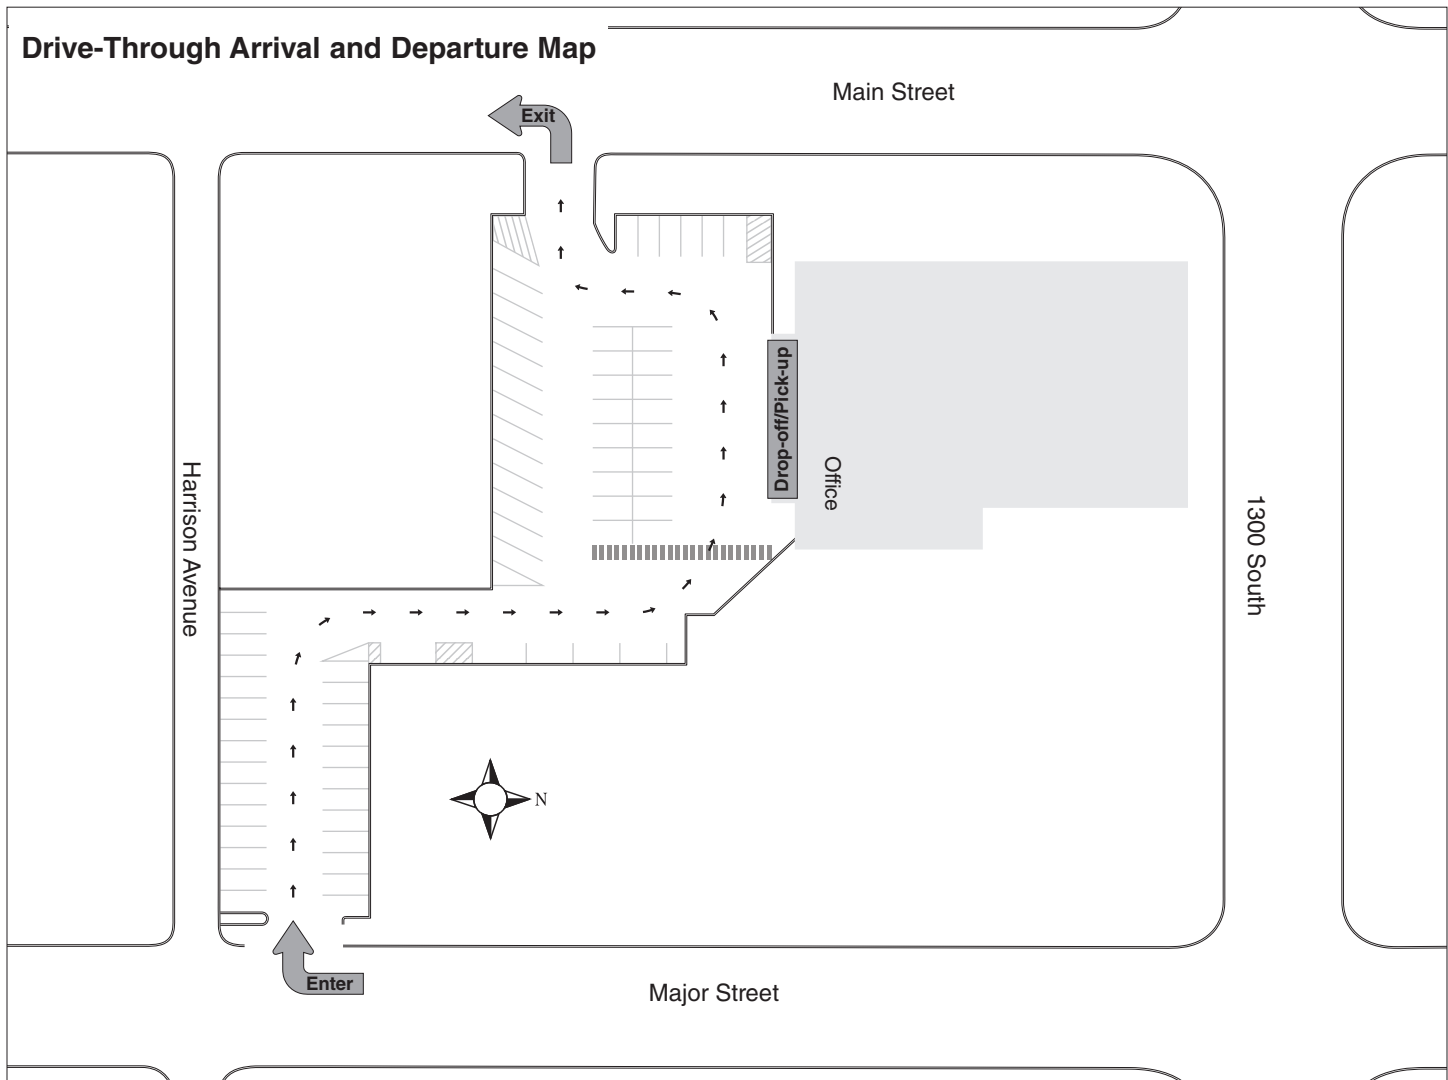 Drive-Through Arrival and Departure Map
Main Street
Exit
Drop-off/Pick-up
Office
Harrison Avenue
1300 South
N
Enter
Major Street